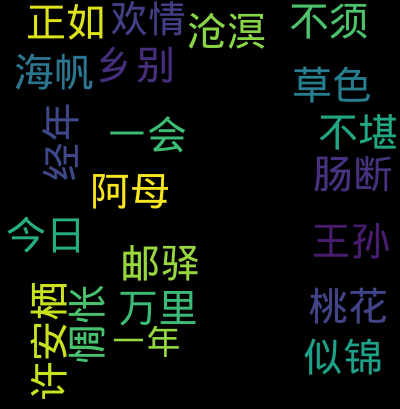 正如
欢情
沧溟
不须
海帆
乡别
草色
经年
一会
不堪
肠断
阿母
今日
王孙
邮驿
许安栖
惆怅
万里
桃花
一年
似锦